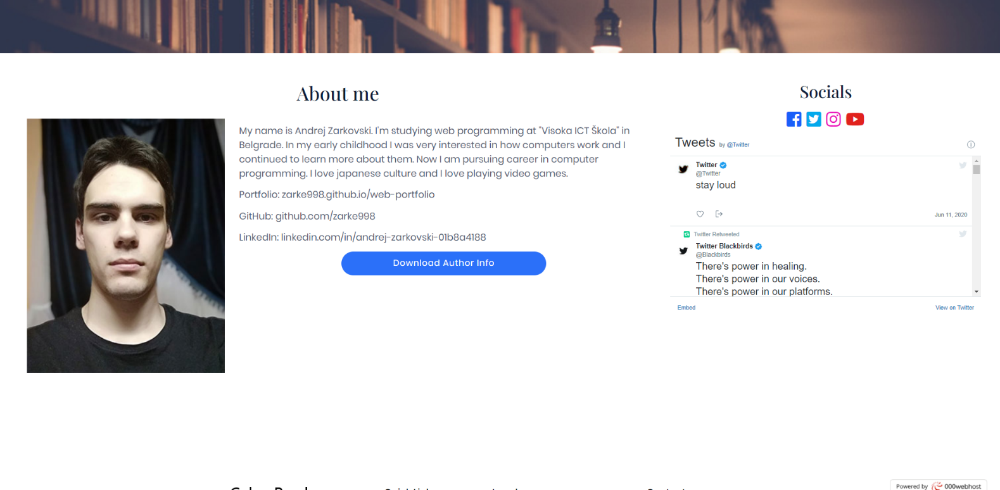 About me
My name is Andrej Zarkovski. I'm studying web programming at "Visoka ICT Škola" in
Belgrade. In my early childhood I was very interested in how computers work and I
continued to learn more about them. Now I am pursuing career in computer
programming. I love japanese culture and I love playing video games.
Portfolio: zarke998.github.io/web-portfolio
GitHub: github.com/zarke998
LinkedIn: linkedin.com/in/andrej-zarkovski-01b8a4188
Download Author Info
Socials
Tweets by @Twitter
Twitter
@Twitter
stay loud
Jun 11, 2020
Twitter Retweeted
Twitter Blackbirds
@Blackbirds
There's power in healing.
There's power in our voices.
There's power in our platforms.
Embed
View on Twitter
Powered by 000webhost